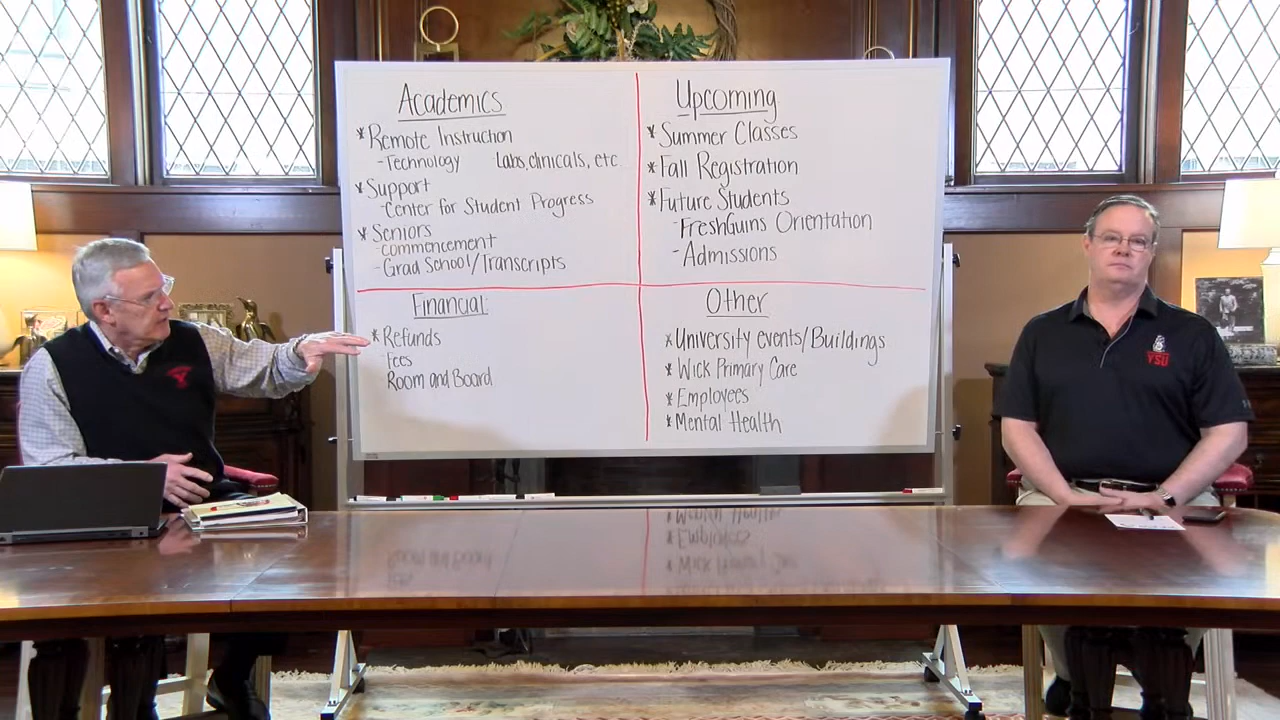 Academics
* Remote Instruction
-Technology Labs, clinicals, etc
* Support
-Center for Student Progress
* Seniors
-commencement
-Grad School/Transcripts
Upcoming
* Summer Classes
* Fall Registration
* Future Students
-FreshGuins Orientation
-Admissions
Financial
* Refunds
Fees
Room and Board
Other
* University events/Buildings
* Wick Primary Care
* Employees
* Mental Health
YSU